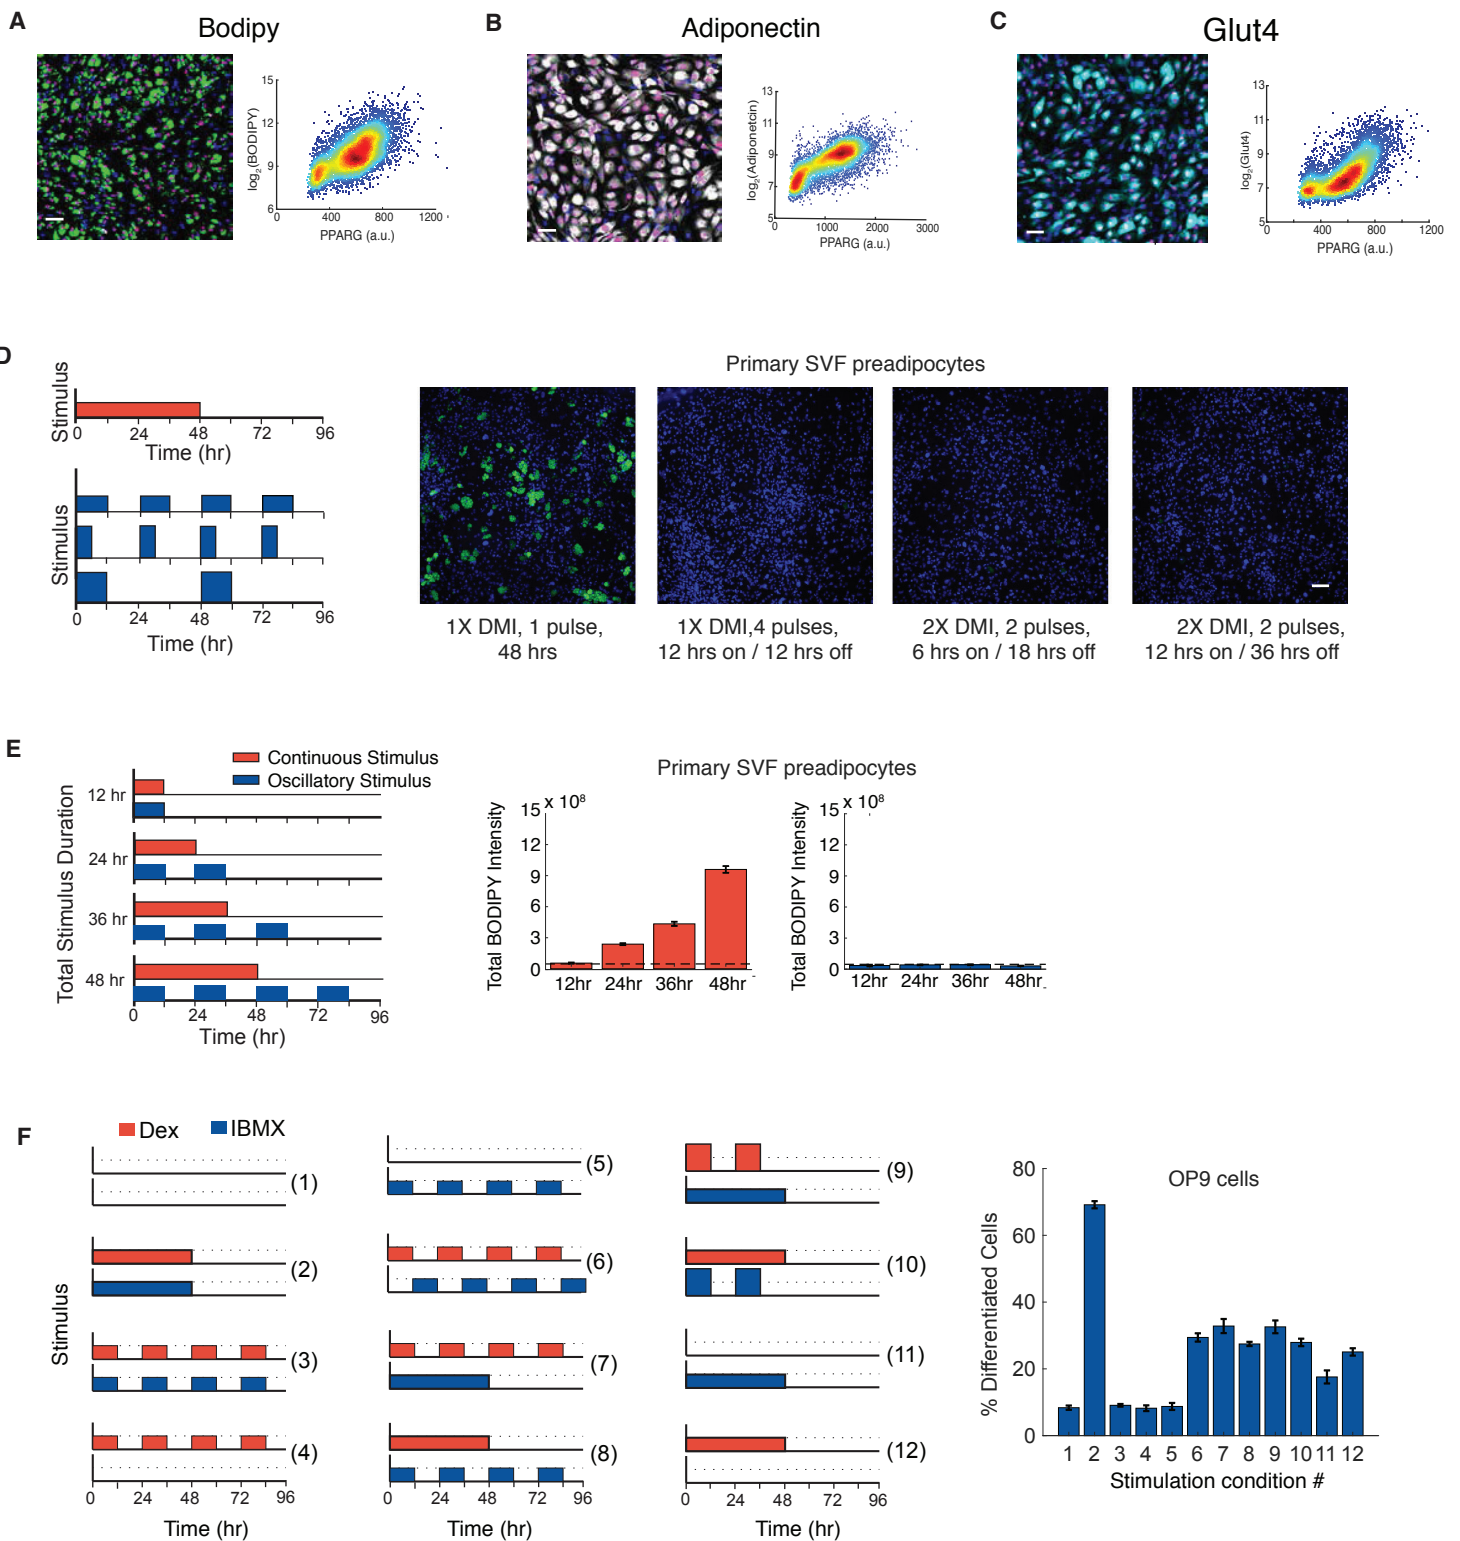 A
Bodipy
15
12
9
6
log2(BODIPY)
0 400 800 1200
PPARG (a.u.)
B
Adiponectin
13
11
9
7
5
log2(Adiponetcin)
0 1000 2000 3000
PPARG (a.u.)
C
Glut4
13
11
9
7
5
log2(Glut4)
0 400 800 1200
PPARG (a.u.)
D
Stimulus
0 24 48 72 96
Time (hr)
Stimulus
0 24 48 72 96
Time (hr)
Primary SVF preadipocytes
1X DMI, 1 pulse,
48 hrs
1X DMI,4 pulses,
12 hrs on / 12 hrs off
2X DMI, 2 pulses,
6 hrs on / 18 hrs off
2X DMI, 2 pulses,
12 hrs on / 36 hrs off
E
Continuous Stimulus
Oscillatory Stimulus
Total Stimulus Duration
12 hr
24 hr
36 hr
48 hr
0 24 48 72 96
Time (hr)
Primary SVF preadipocytes
x 10⁸
15
12
9
6
3
0
Total BODIPY Intensity
12hr 24hr 36hr 48hr
x 10⁸
15
12
9
6
3
0
Total BODIPY Intensity
12hr 24hr 36hr 48hr
F
Dex IBMX
Stimulus
(1)
(2)
(3)
(4)
0 24 48 72 96
Time (hr)
(5)
(6)
(7)
(8)
0 24 48 72 96
Time (hr)
(9)
(10)
(11)
(12)
0 24 48 72 96
Time (hr)
OP9 cells
80
60
40
20
0
% Differentiated Cells
1 2 3 4 5 6 7 8 9 10 11 12
Stimulation condition #